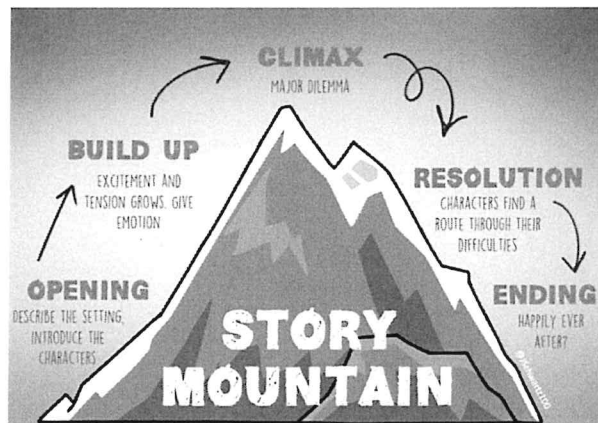 CLIMAX
MAJOR DILEMMA
BUILD UP
EXCITEMENT AND
TENSION GROWS. GIVE
EMOTION
RESOLUTION
CHARACTERS FIND A
ROUTE THROUGH THEIR
DIFFICULTIES
OPENING
DESCRIBE THE SETTING,
INTRODUCE THE
CHARACTERS
ENDING
HAPPILY EVER
AFTER?
STORY
MOUNTAIN